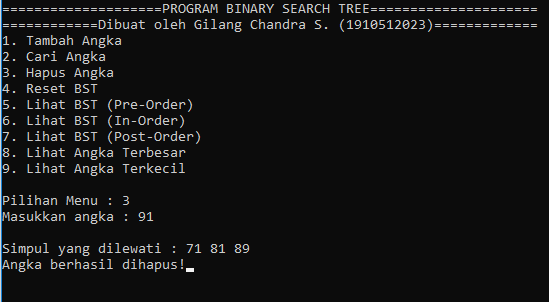 ====================PROGRAM BINARY SEARCH TREE=====================
============Dibuat oleh Gilang Chandra S. (1910512023)=============
1. Tambah Angka
2. Cari Angka
3. Hapus Angka
4. Reset BST
5. Lihat BST (Pre-Order)
6. Lihat BST (In-Order)
7. Lihat BST (Post-Order)
8. Lihat Angka Terbesar
9. Lihat Angka Terkecil
Pilihan Menu : 3
Masukkan angka : 91
Simpul yang dilewati : 71 81 89
Angka berhasil dihapus!